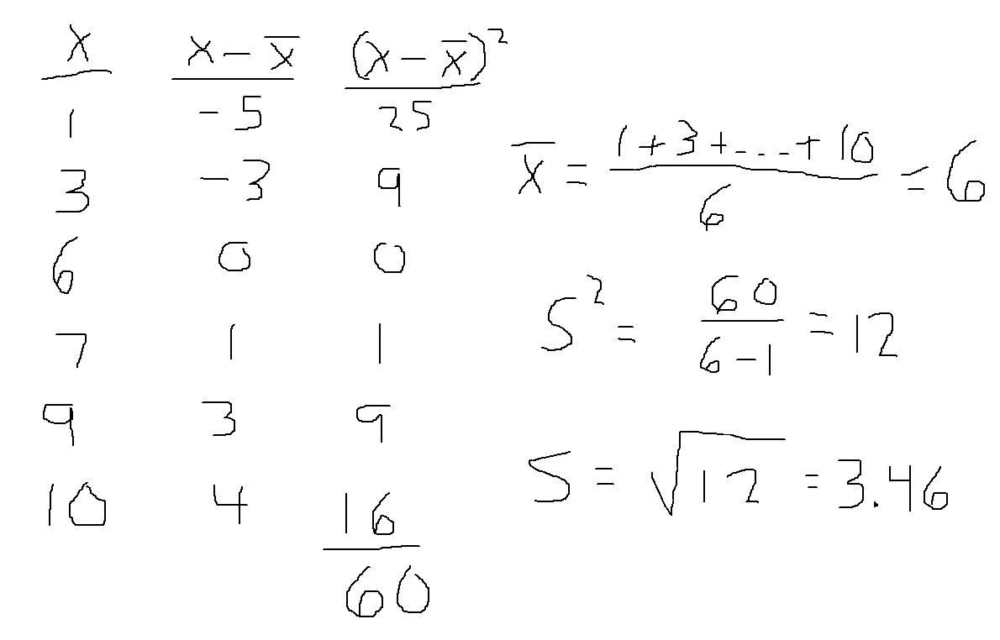 x x - x̄ (x - x̄)²
1 -5 25
3 -3 9
6 0 0
7 1 1
9 3 9
10 4 16
60
x̄ = (1+3+...+10)/6 = 6
S² = 60/(6-1) = 12
S = √12 = 3.46